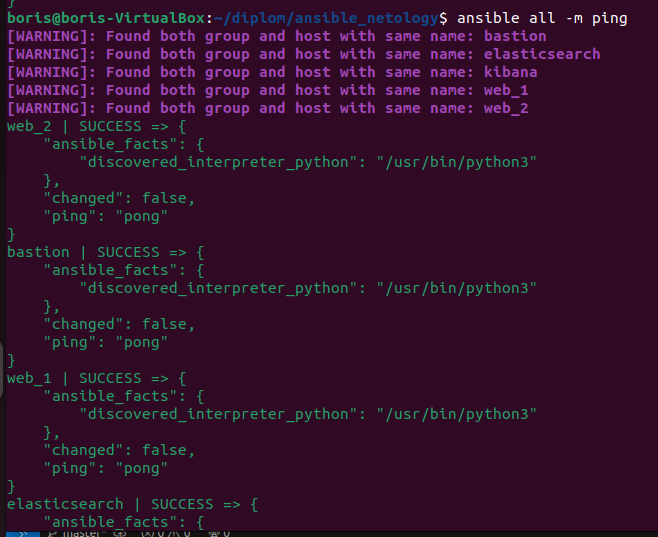 }
boris@boris-VirtualBox:~/diplom/ansible_netology$ ansible all -m ping
[WARNING]: Found both group and host with same name: bastion
[WARNING]: Found both group and host with same name: elasticsearch
[WARNING]: Found both group and host with same name: kibana
[WARNING]: Found both group and host with same name: web_1
[WARNING]: Found both group and host with same name: web_2
web_2 | SUCCESS => {
    "ansible_facts": {
        "discovered_interpreter_python": "/usr/bin/python3"
    },
    "changed": false,
    "ping": "pong"
}
bastion | SUCCESS => {
    "ansible_facts": {
        "discovered_interpreter_python": "/usr/bin/python3"
    },
    "changed": false,
    "ping": "pong"
}
web_1 | SUCCESS => {
    "ansible_facts": {
        "discovered_interpreter_python": "/usr/bin/python3"
    },
    "changed": false,
    "ping": "pong"
}
elasticsearch | SUCCESS => {
    "ansible_facts": {
master*